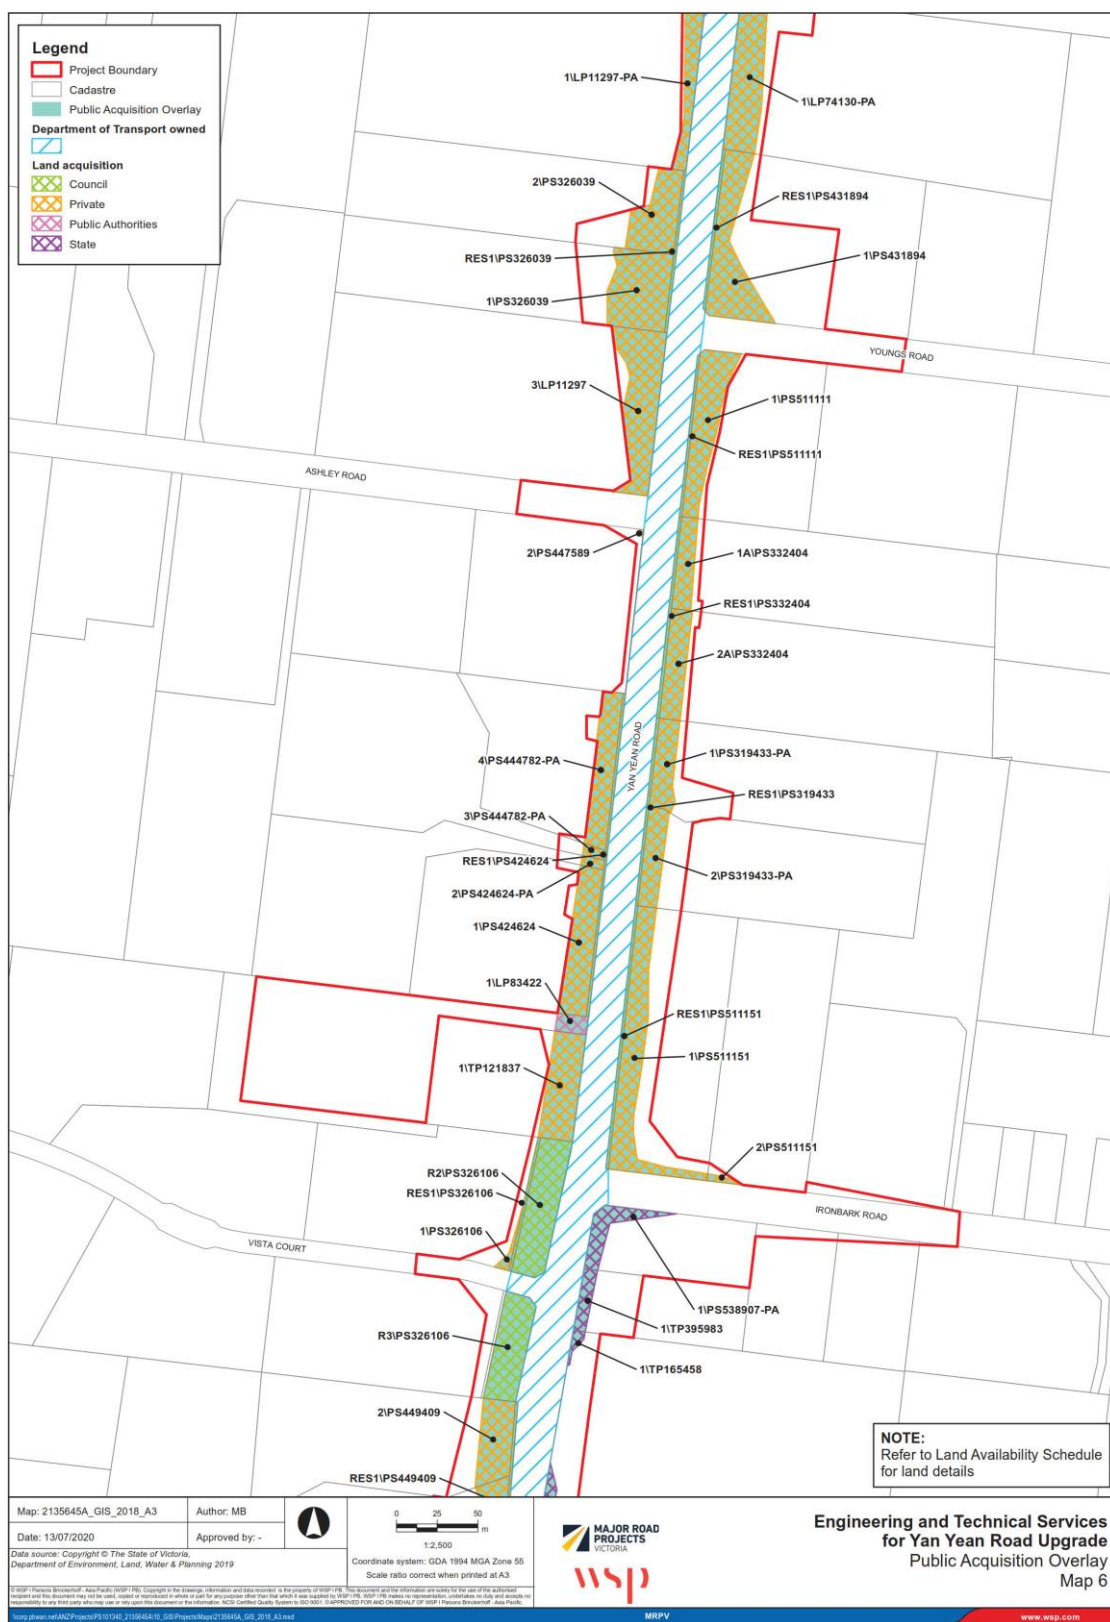 Legend
Project Boundary
Cadastre
Public Acquisition Overlay
Department of Transport owned
Land acquisition
Council
Private
Public Authorities
State
1\LP11297-PA
1\LP74130-PA
2\PS326039
RES1\PS431894
RES1\PS326039
1\PS431894
1\PS326039
YOUNGS ROAD
3\LP11297
1\PS511111
RES1\PS511111
ASHLEY ROAD
2\PS447589
1A\PS332404
RES1\PS332404
2A\PS332404
YAN YEAN ROAD
4\PS444782-PA
1\PS319433-PA
RES1\PS319433
3\PS444782-PA
RES1\PS424624
2\PS424624-PA
2\PS319433-PA
1\PS424624
1\LP83422
RES1\PS511151
1\PS511151
1\TP121837
2\PS511151
R2\PS326106
RES1\PS326106
IRONBARK ROAD
1\PS326106
VISTA COURT
1\PS538907-PA
1\TP395983
R3\PS326106
1\TP165458
2\PS449409
RES1\PS449409
NOTE:
Refer to Land Availability Schedule
for land details
Map: 2135645A_GIS_2018_A3
Author: MB
Date: 13/07/2020
Approved by: -
Data source: Copyright © The State of Victoria,
Department of Environment, Land, Water & Planning 2019
0 25 50
m
1:2,500
Coordinate system: GDA 1994 MGA Zone 55
Scale ratio correct when printed at A3
MAJOR ROAD
PROJECTS
VICTORIA
wsp
Engineering and Technical Services
for Yan Yean Road Upgrade
Public Acquisition Overlay
Map 6
MRPV
www.wsp.com